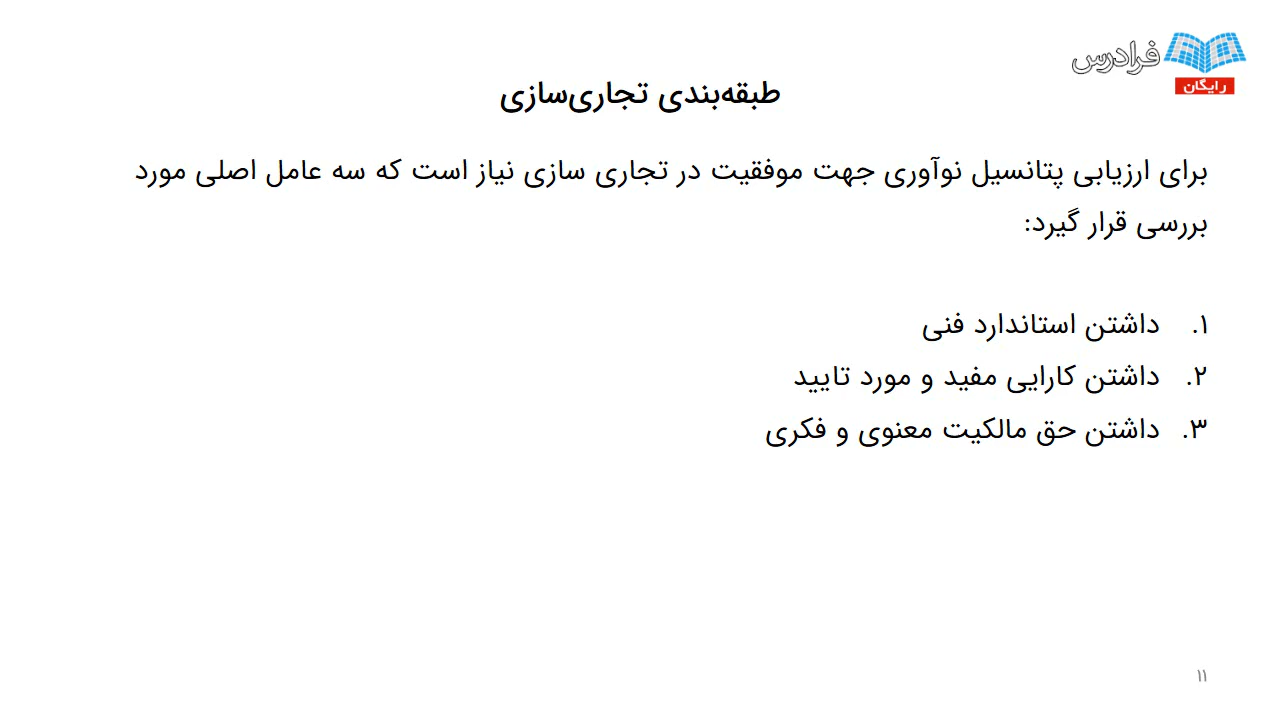 فرادرس
رایگان
طبقه‌بندی تجاری‌سازی
برای ارزیابی پتانسیل نوآوری جهت موفقیت در تجاری سازی نیاز است که سه عامل اصلی مورد
بررسی قرار گیرد:
۱. داشتن استاندارد فنی
۲. داشتن کارایی مفید و مورد تایید
۳. داشتن حق مالکیت معنوی و فکری
۱۱